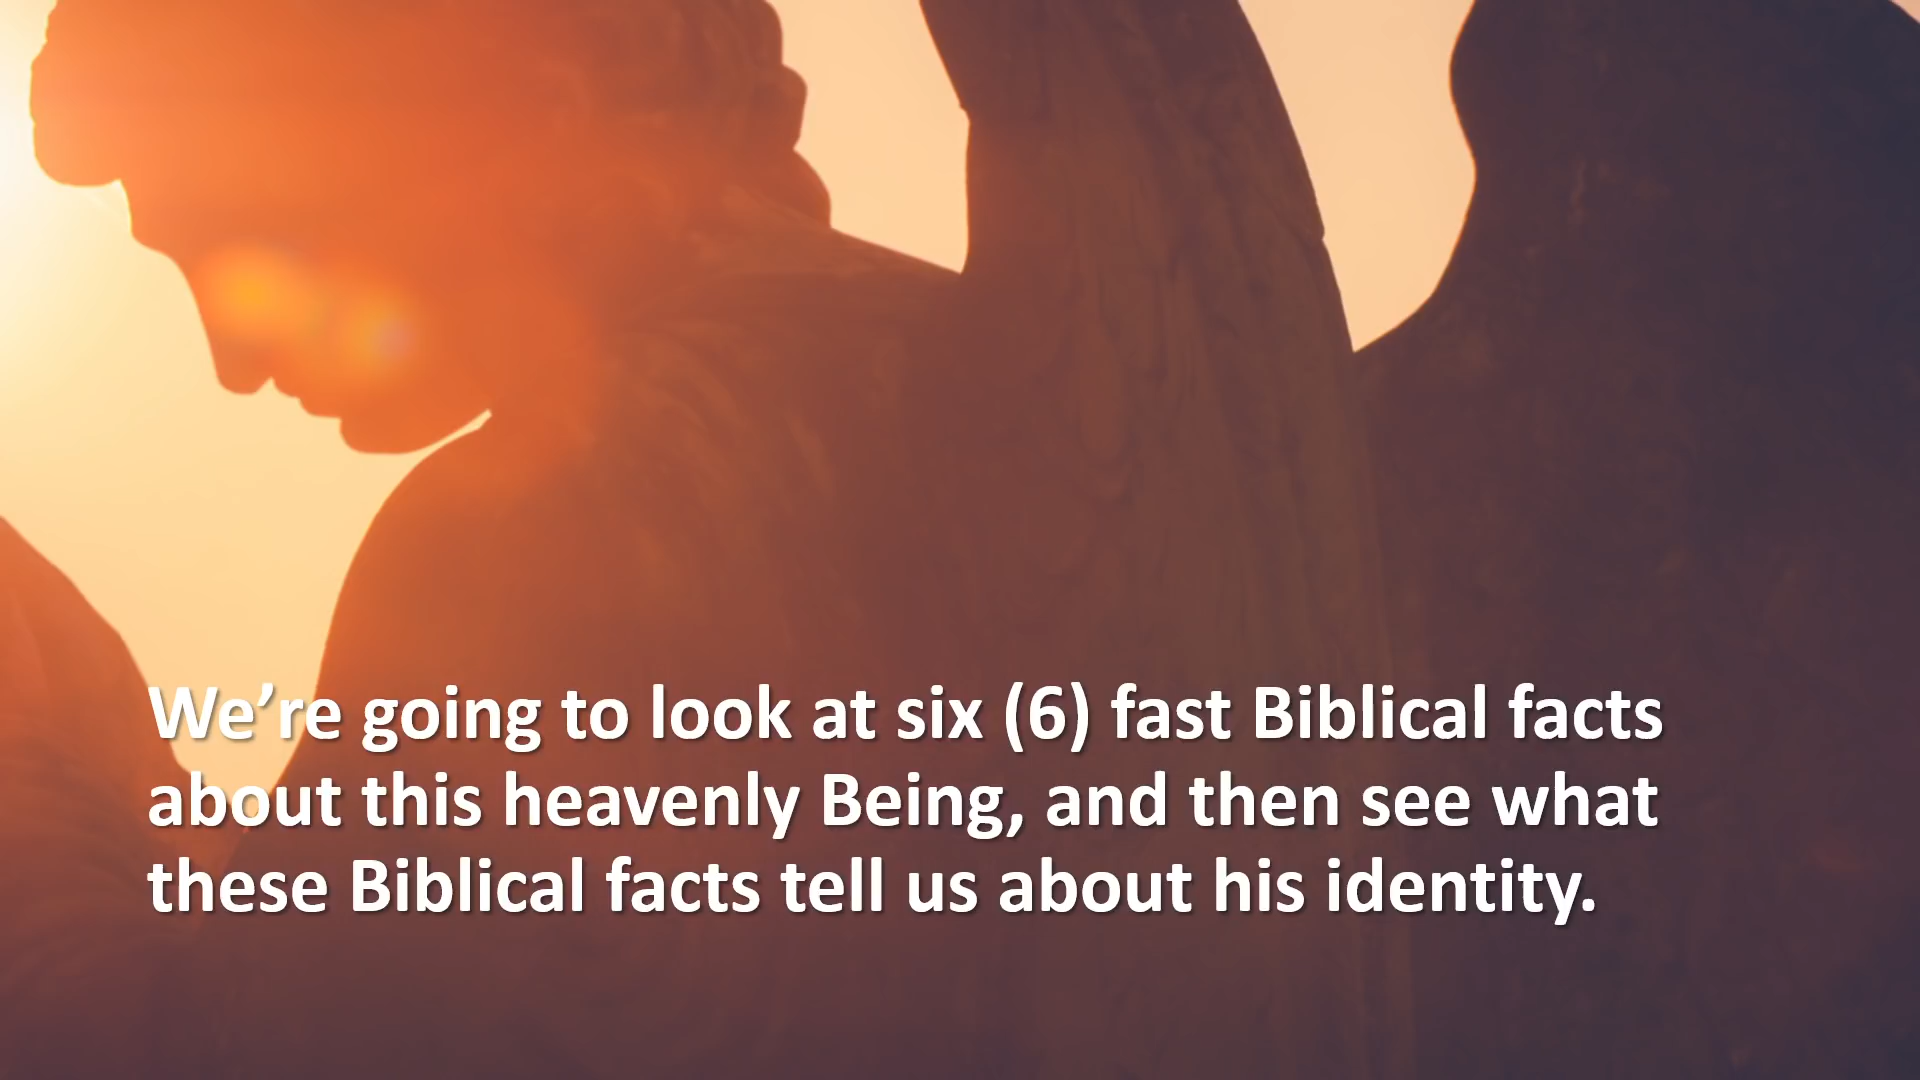 We’re going to look at six (6) fast Biblical facts
about this heavenly Being, and then see what
these Biblical facts tell us about his identity.